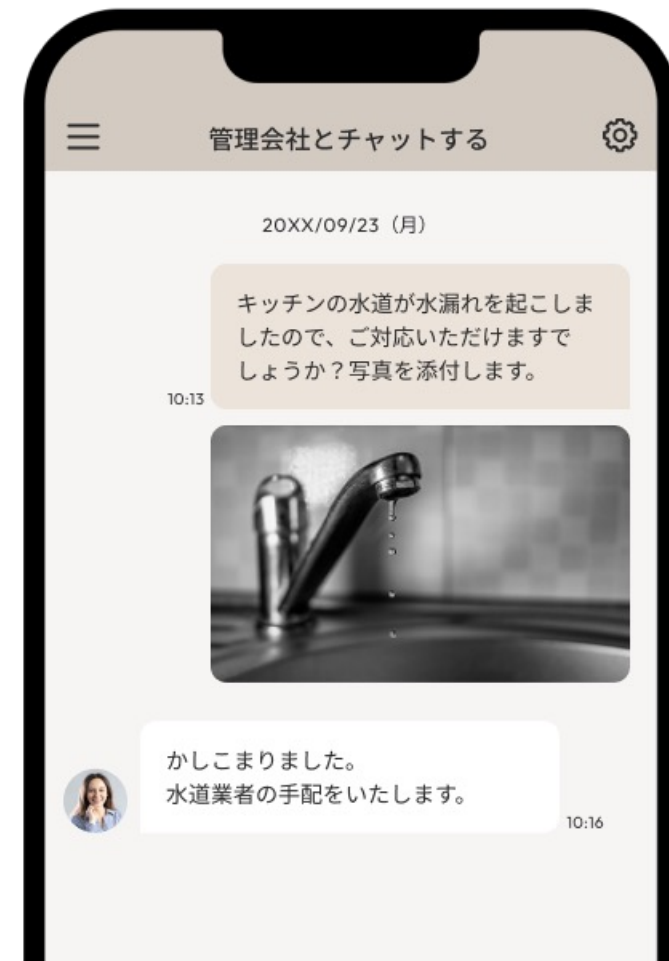 管理会社とチャットする
20XX/09/23（月）
キッチンの水道が水漏れを起こしま
したので、ご対応いただけますで
しょうか？写真を添付します。
10:13
かしこまりました。
水道業者の手配をいたします。
10:16